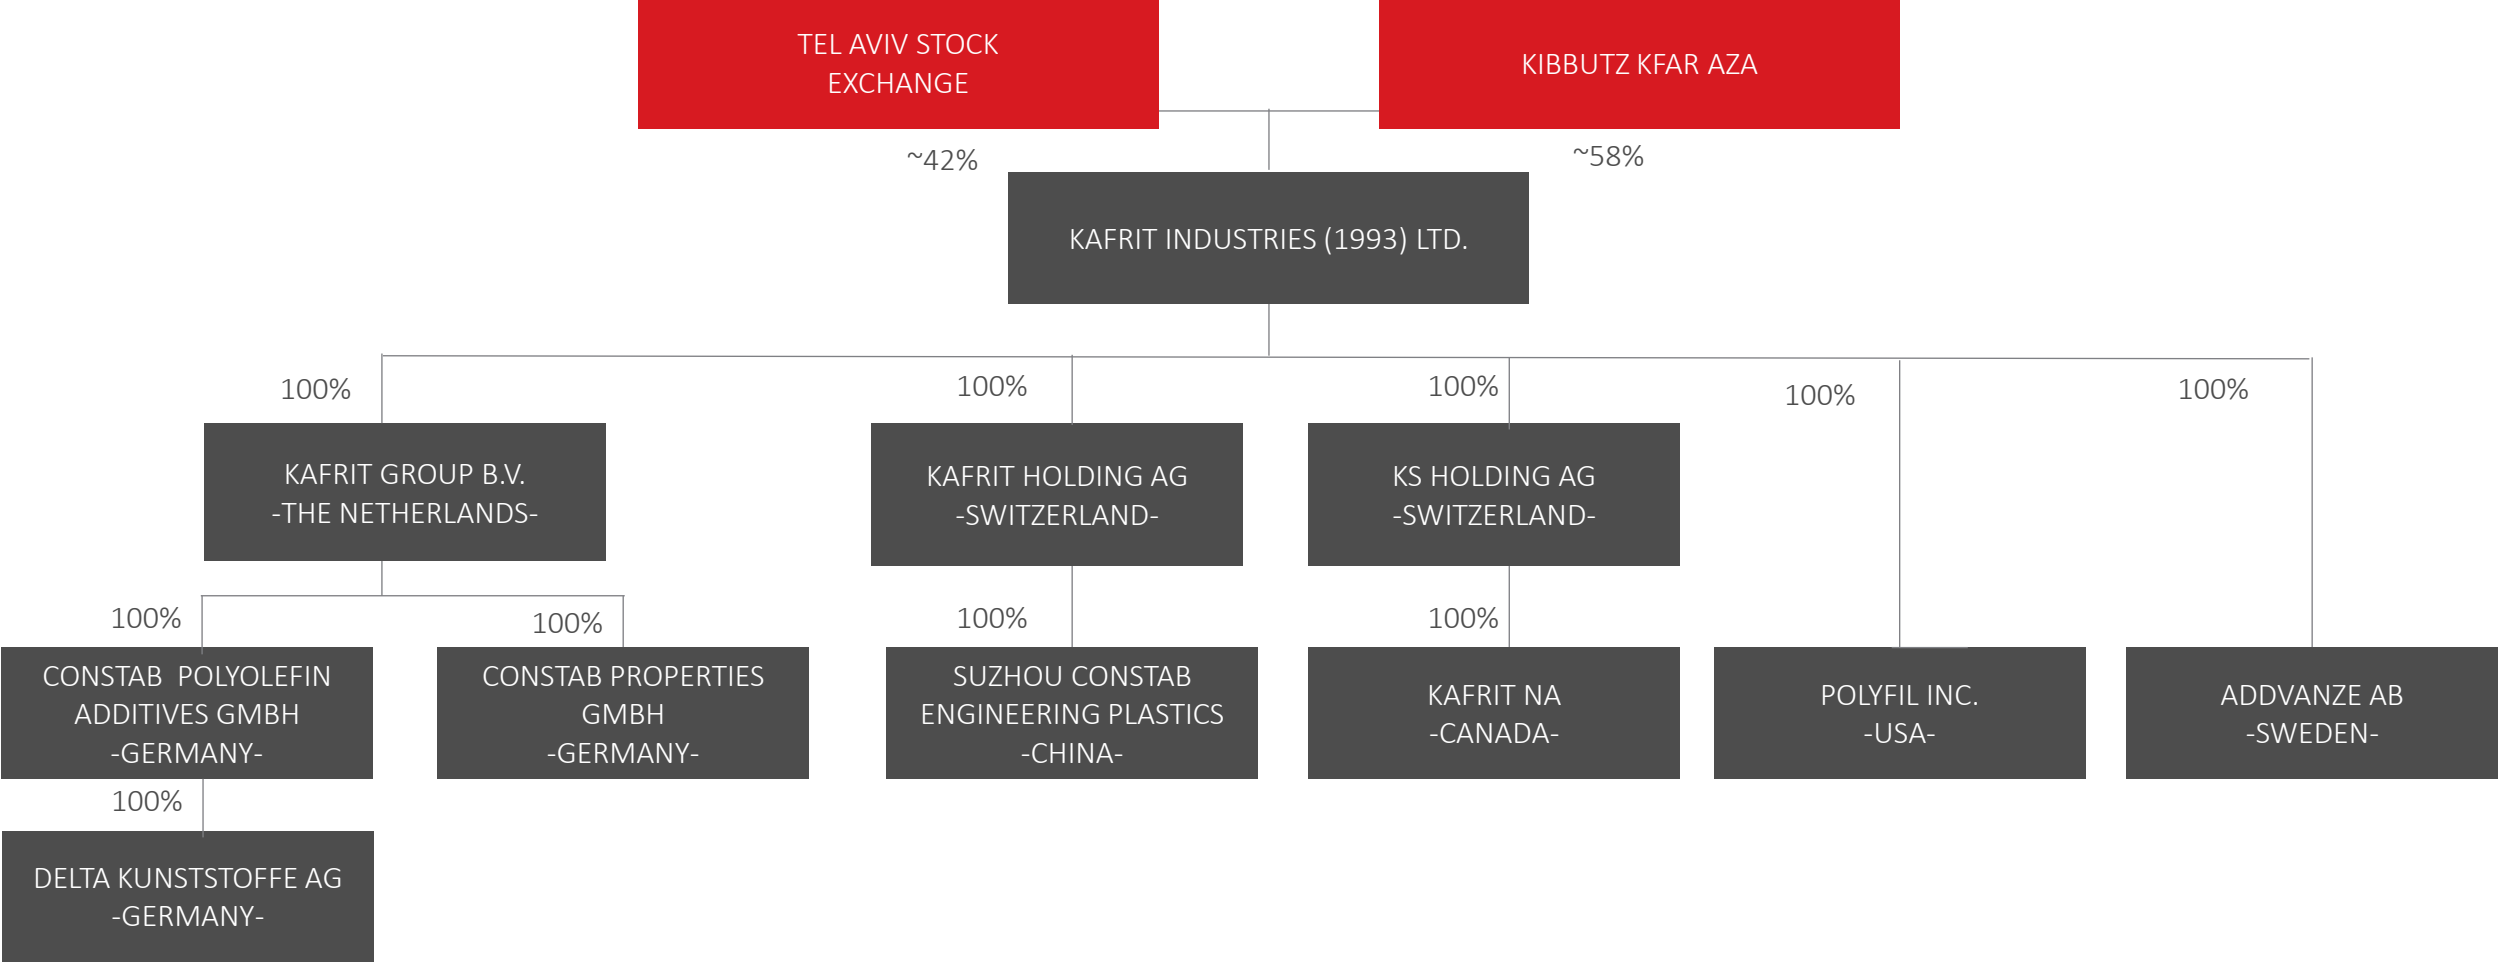 TEL AVIV STOCK
EXCHANGE
KIBBUTZ KFAR AZA
~42%
~58%
KAFRIT INDUSTRIES (1993) LTD.
100%
100%
100%
100%
100%
KAFRIT GROUP B.V.
-THE NETHERLANDS-
KAFRIT HOLDING AG
-SWITZERLAND-
KS HOLDING AG
-SWITZERLAND-
100%
100%
100%
100%
CONSTAB  POLYOLEFIN
ADDITIVES GMBH
-GERMANY-
CONSTAB PROPERTIES
GMBH
-GERMANY-
SUZHOU CONSTAB
ENGINEERING PLASTICS
-CHINA-
KAFRIT NA
-CANADA-
POLYFIL INC.
-USA-
ADDVANZE AB
-SWEDEN-
100%
DELTA KUNSTSTOFFE AG
-GERMANY-